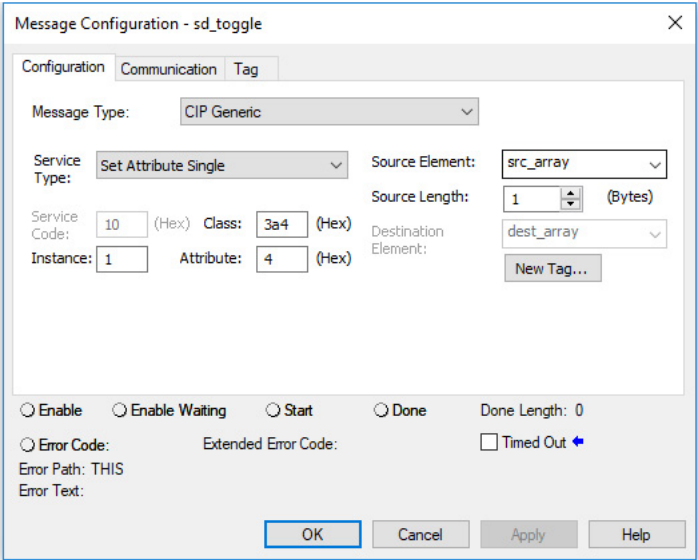 Message Configuration - sd_toggle
Configuration Communication Tag
Message Type: CIP Generic
Service Type: Set Attribute Single
Source Element: src_array
Source Length: 1 (Bytes)
Service Code: 10 (Hex) Class: 3a4 (Hex)
Destination Element: dest_array
Instance: 1 Attribute: 4 (Hex)
New Tag...
Enable Enable Waiting Start Done Done Length: 0
Error Code: Extended Error Code: Timed Out
Error Path: THIS
Error Text:
OK Cancel Apply Help